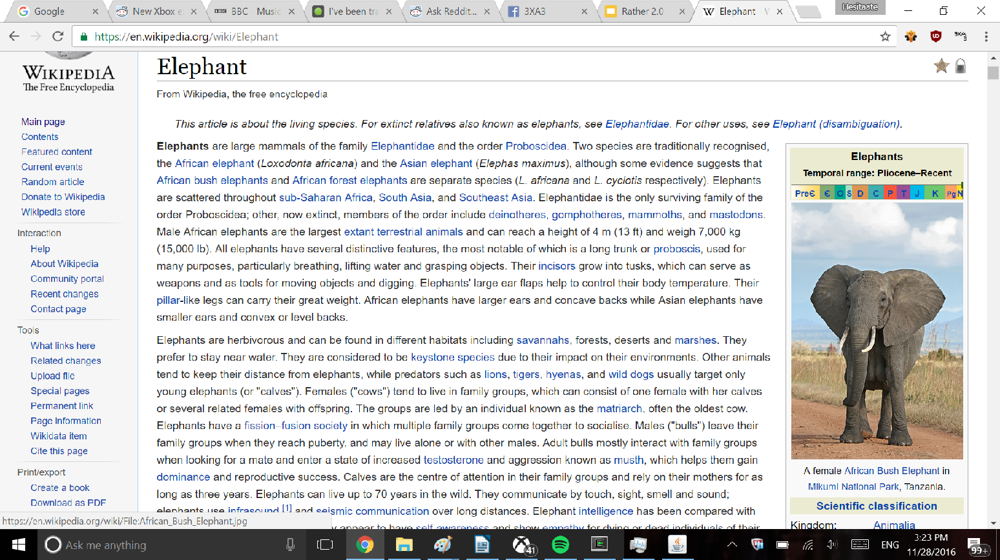 Google
New Xbox e
BBC
BBC - Music
I've been tra
Ask Reddit...
3XA3
Rather 2.0
W
Elephant - W
Hesitaate
https://en.wikipedia.org/wiki/Elephant
WIKIPEDIA
The Free Encyclopedia
Main page
Contents
Featured content
Current events
Random article
Donate to Wikipedia
Wikipedia store
Interaction
Help
About Wikipedia
Community portal
Recent changes
Contact page
Tools
What links here
Related changes
Upload file
Special pages
Permanent link
Page information
Wikidata item
Cite this page
Print/export
Create a book
Download as PDF
Elephant
From Wikipedia, the free encyclopedia
This article is about the living species. For extinct relatives also known as elephants, see Elephantidae. For other uses, see Elephant (disambiguation).
Elephants are large mammals of the family Elephantidae and the order Proboscidea. Two species are traditionally recognised,
the African elephant (Loxodonta africana) and the Asian elephant (Elephas maximus), although some evidence suggests that
African bush elephants and African forest elephants are separate species (L. africana and L. cyclotis respectively). Elephants
are scattered throughout sub-Saharan Africa, South Asia, and Southeast Asia. Elephantidae is the only surviving family of the
order Proboscidea; other, now extinct, members of the order include deinotheres, gomphotheres, mammoths, and mastodons.
Male African elephants are the largest extant terrestrial animals and can reach a height of 4 m (13 ft) and weigh 7,000 kg
(15,000 lb). All elephants have several distinctive features, the most notable of which is a long trunk or proboscis, used for
many purposes, particularly breathing, lifting water and grasping objects. Their incisors grow into tusks, which can serve as
weapons and as tools for moving objects and digging. Elephants' large ear flaps help to control their body temperature. Their
pillar-like legs can carry their great weight. African elephants have larger ears and concave backs while Asian elephants have
smaller ears and convex or level backs.
Elephants are herbivorous and can be found in different habitats including savannahs, forests, deserts and marshes. They
prefer to stay near water. They are considered to be keystone species due to their impact on their environments. Other animals
tend to keep their distance from elephants, while predators such as lions, tigers, hyenas, and wild dogs usually target only
young elephants (or "calves"). Females ("cows") tend to live in family groups, which can consist of one female with her calves
or several related females with offspring. The groups are led by an individual known as the matriarch, often the oldest cow.
Elephants have a fission–fusion society in which multiple family groups come together to socialise. Males ("bulls") leave their
family groups when they reach puberty, and may live alone or with other males. Adult bulls mostly interact with family groups
when looking for a mate and enter a state of increased testosterone and aggression known as musth, which helps them gain
dominance and reproductive success. Calves are the centre of attention in their family groups and rely on their mothers for as
long as three years. Elephants can live up to 70 years in the wild. They communicate by touch, sight, smell and sound;
elephants use infrasound,[1] and seismic communication over long distances. Elephant intelligence has been compared with
y appear to have self-awareness and show empathy for dying or dead individuals of their
Elephants
Temporal range: Pliocene–Recent
PreЄ Є O S D C P T J K Pg N
A female African Bush Elephant in
Mikumi National Park, Tanzania.
Scientific classification
Kingdom: Animalia
https://en.wikipedia.org/wiki/File:African_Bush_Elephant.jpg
Ask me anything
41
ENG
3:23 PM
11/28/2016
99+